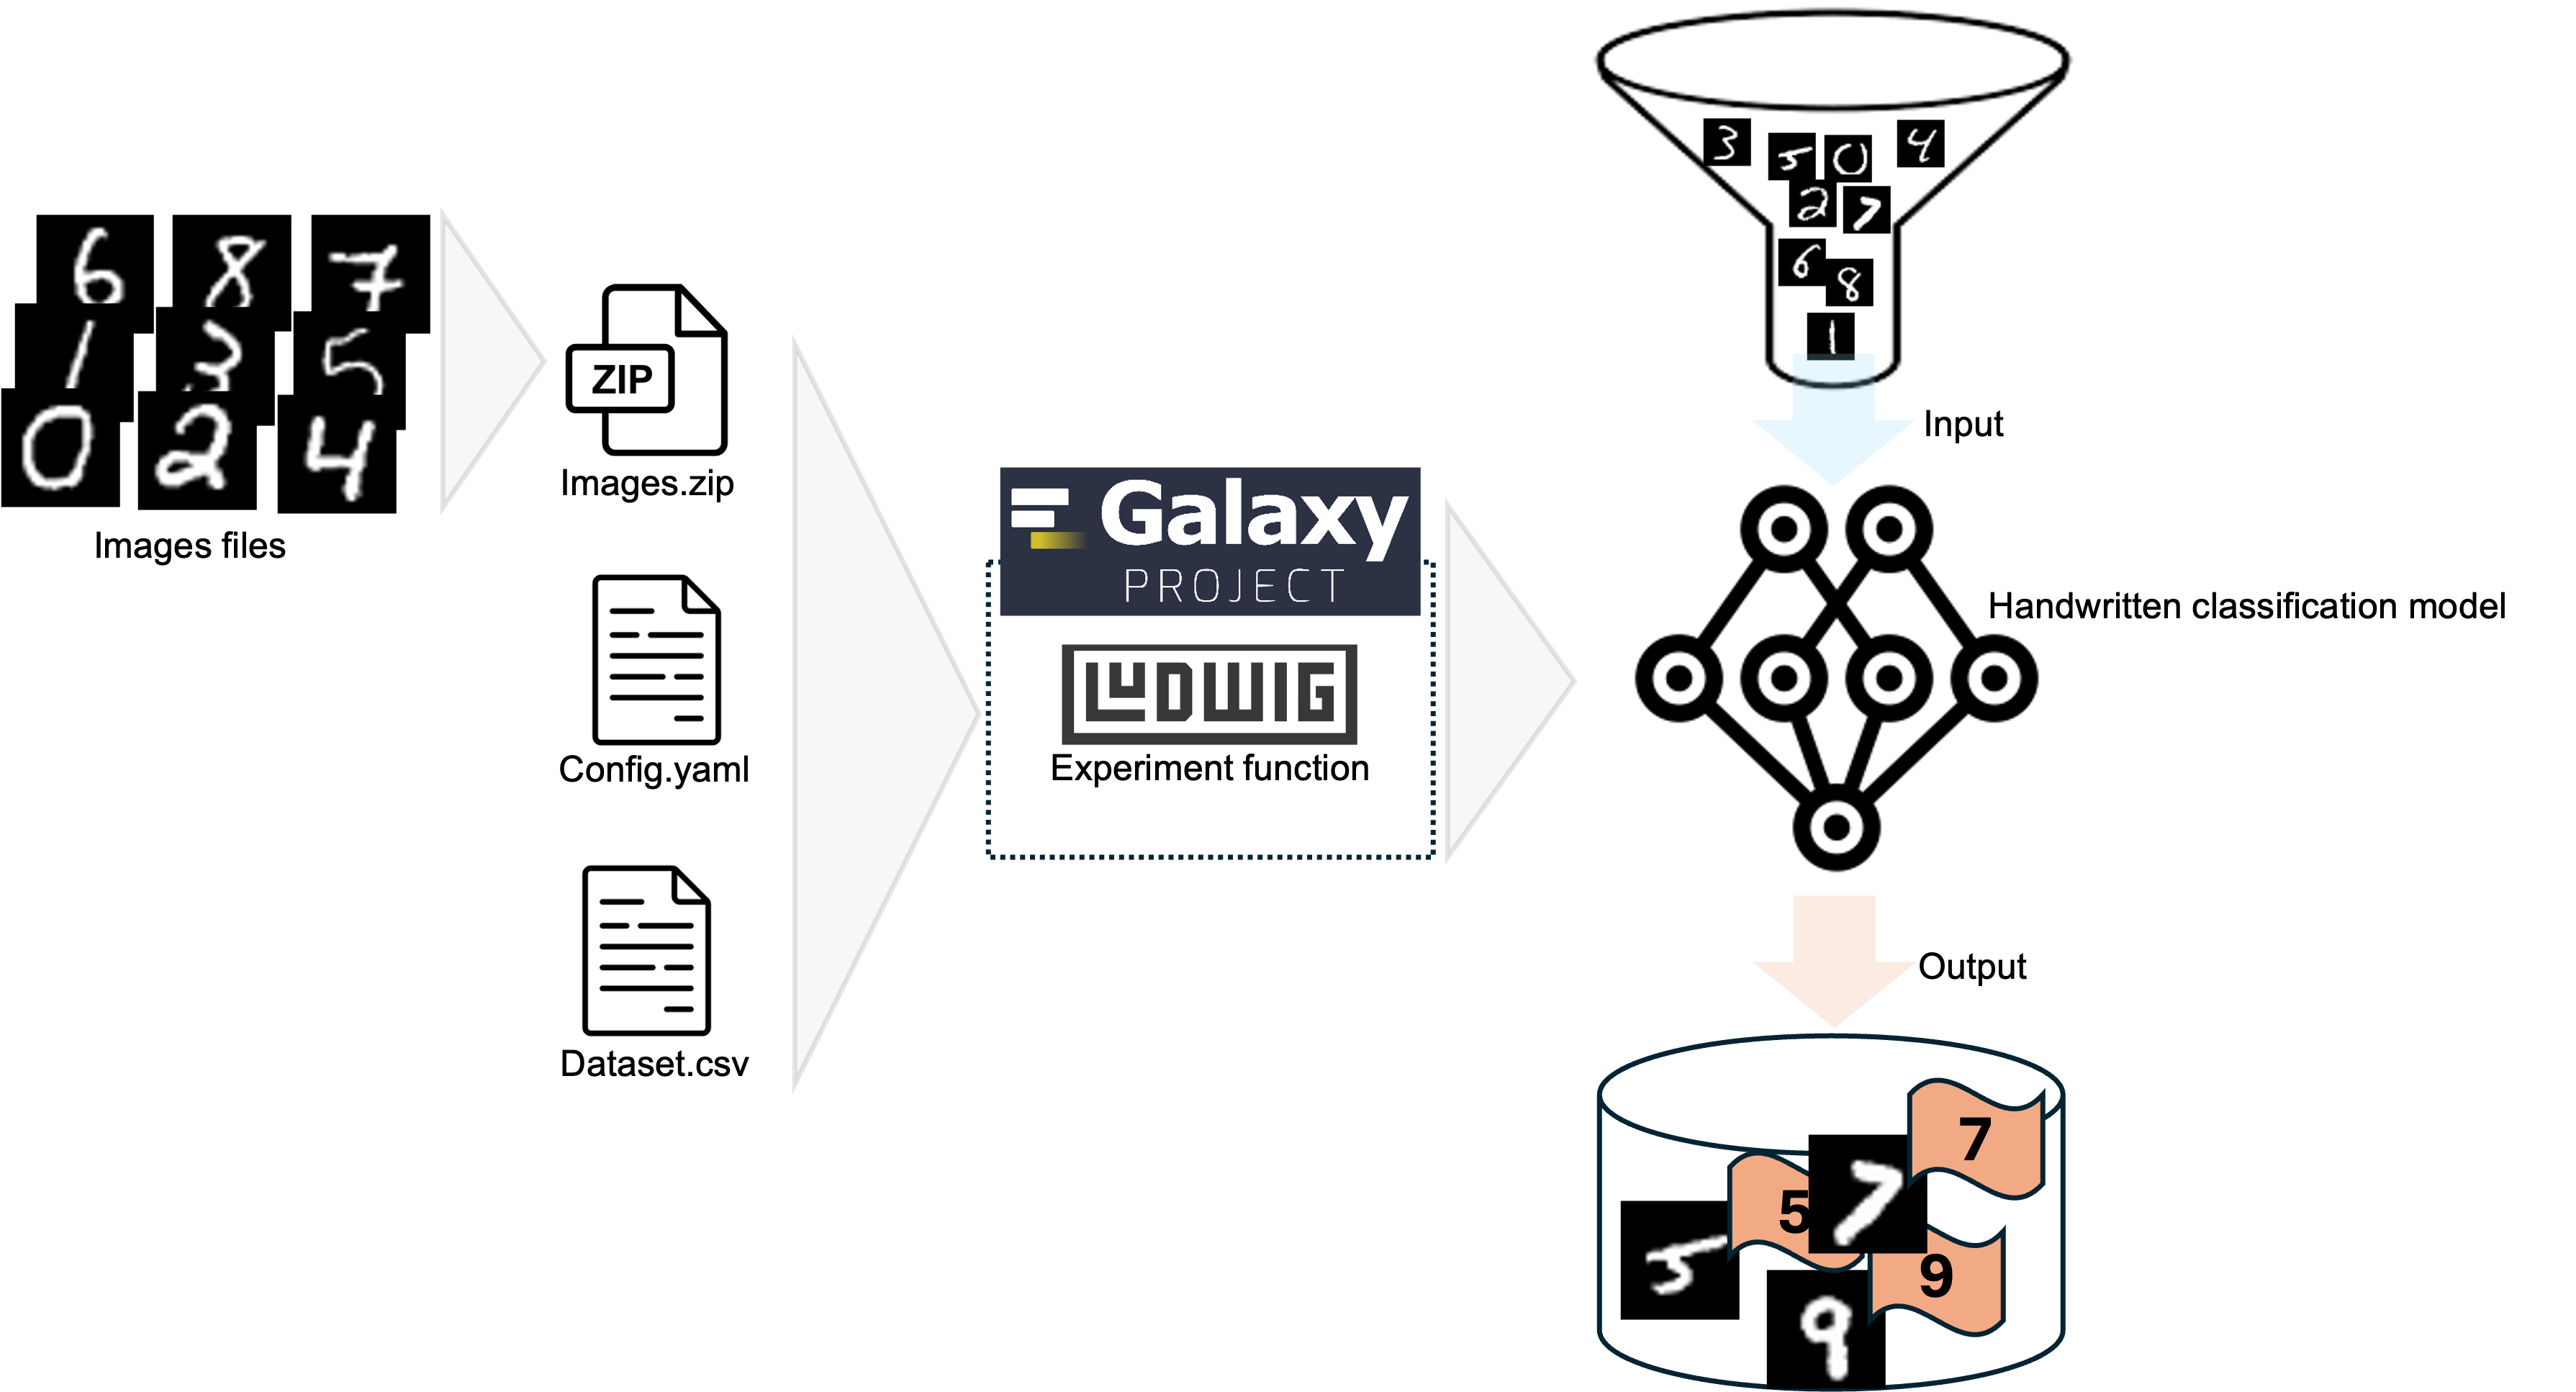 6 8 7
1 3 5
0 2 4
Images files
ZIP
Images.zip
Config.yaml
Dataset.csv
Galaxy
PROJECT
LUDWIG
Experiment function
3 5 0 4
2 7
6
8
1
Input
Handwritten classification model
Output
7
5 7
5
9
9